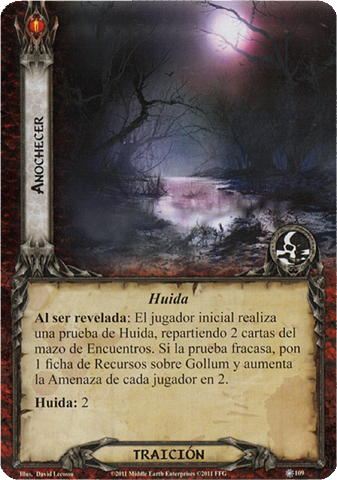 ANOCHECER
Huida
Al ser revelada: El jugador inicial realiza
una prueba de Huida, repartiendo 2 cartas del
mazo de Encuentros. Si la prueba fracasa, pon
1 ficha de Recursos sobre Gollum y aumenta
la Amenaza de cada jugador en 2.
Huida: 2
TRAICIÓN
Illus. David Lecossu
©2011 Middle Earth Enterprises ©2011 FFG
109